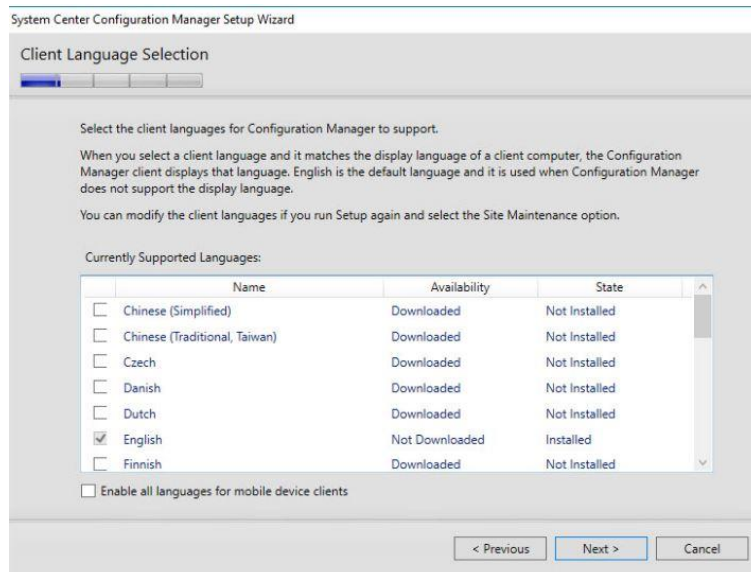 System Center Configuration Manager Setup Wizard
Client Language Selection
Select the client languages for Configuration Manager to support.
When you select a client language and it matches the display language of a client computer, the Configuration
Manager client displays that language. English is the default language and it is used when Configuration Manager
does not support the display language.
You can modify the client languages if you run Setup again and select the Site Maintenance option.
Currently Supported Languages:
Name Availability State
Chinese (Simplified) Downloaded Not Installed
Chinese (Traditional, Taiwan) Downloaded Not Installed
Czech Downloaded Not Installed
Danish Downloaded Not Installed
Dutch Downloaded Not Installed
English Not Downloaded Installed
Finnish Downloaded Not Installed
Enable all languages for mobile device clients
< Previous Next > Cancel